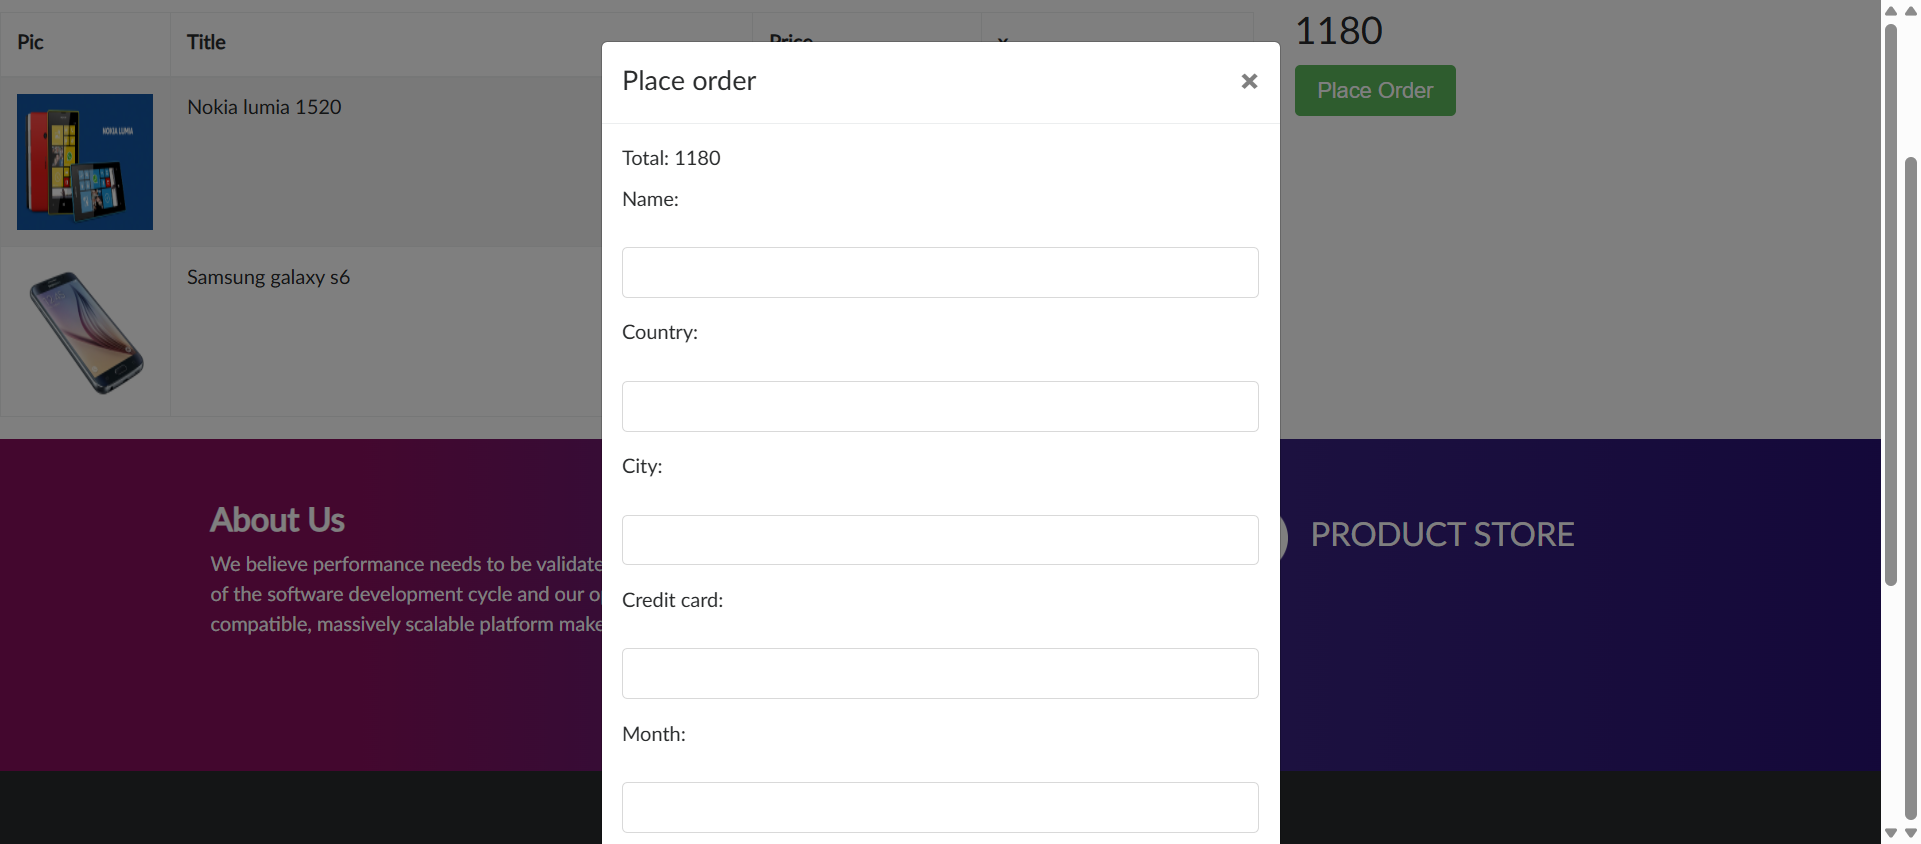 Pic Title Price x
1180
Place Order
Nokia lumia 1520
NOKIA LUMIA
Samsung galaxy s6
Place order ×
Total: 1180
Name:
Country:
City:
Credit card:
Month:
About Us
We believe performance needs to be validate
of the software development cycle and our o
compatible, massively scalable platform make
PRODUCT STORE